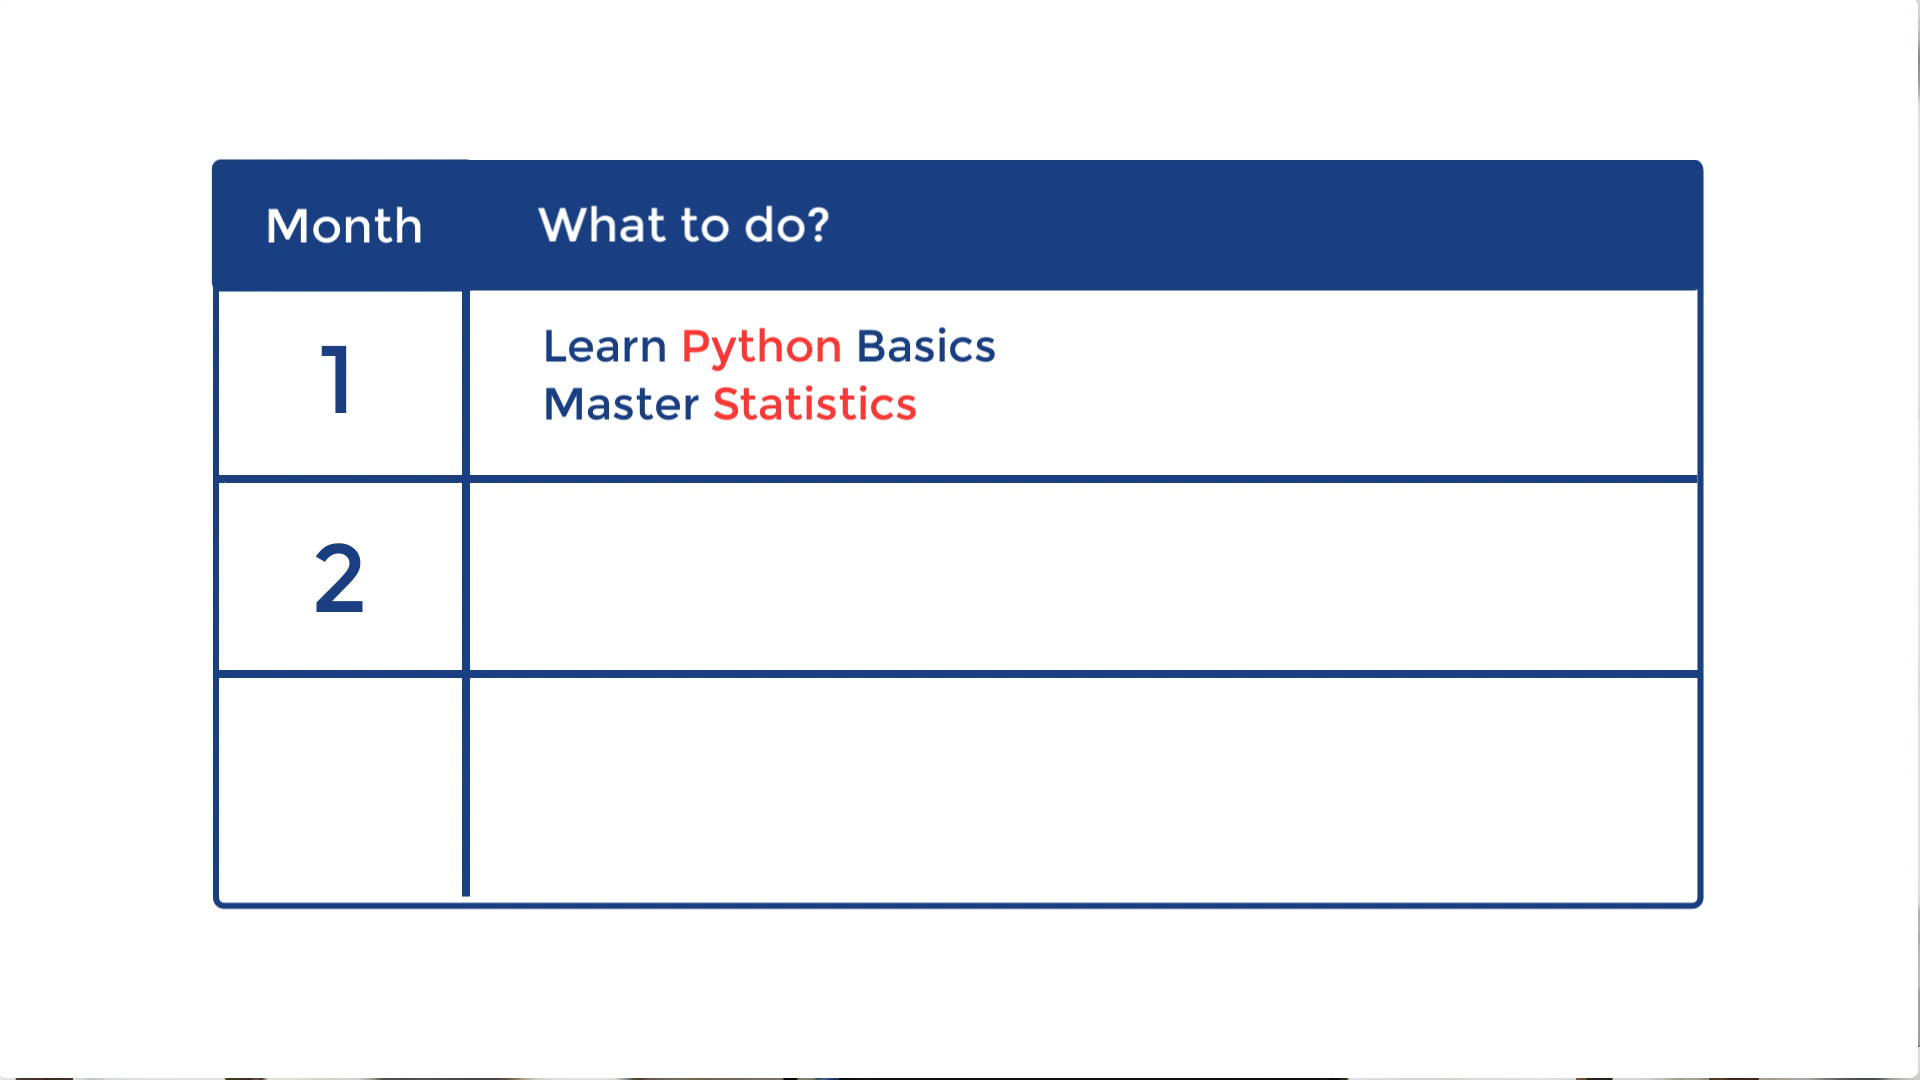 Month What to do?
1
Learn Python Basics
Master Statistics
2